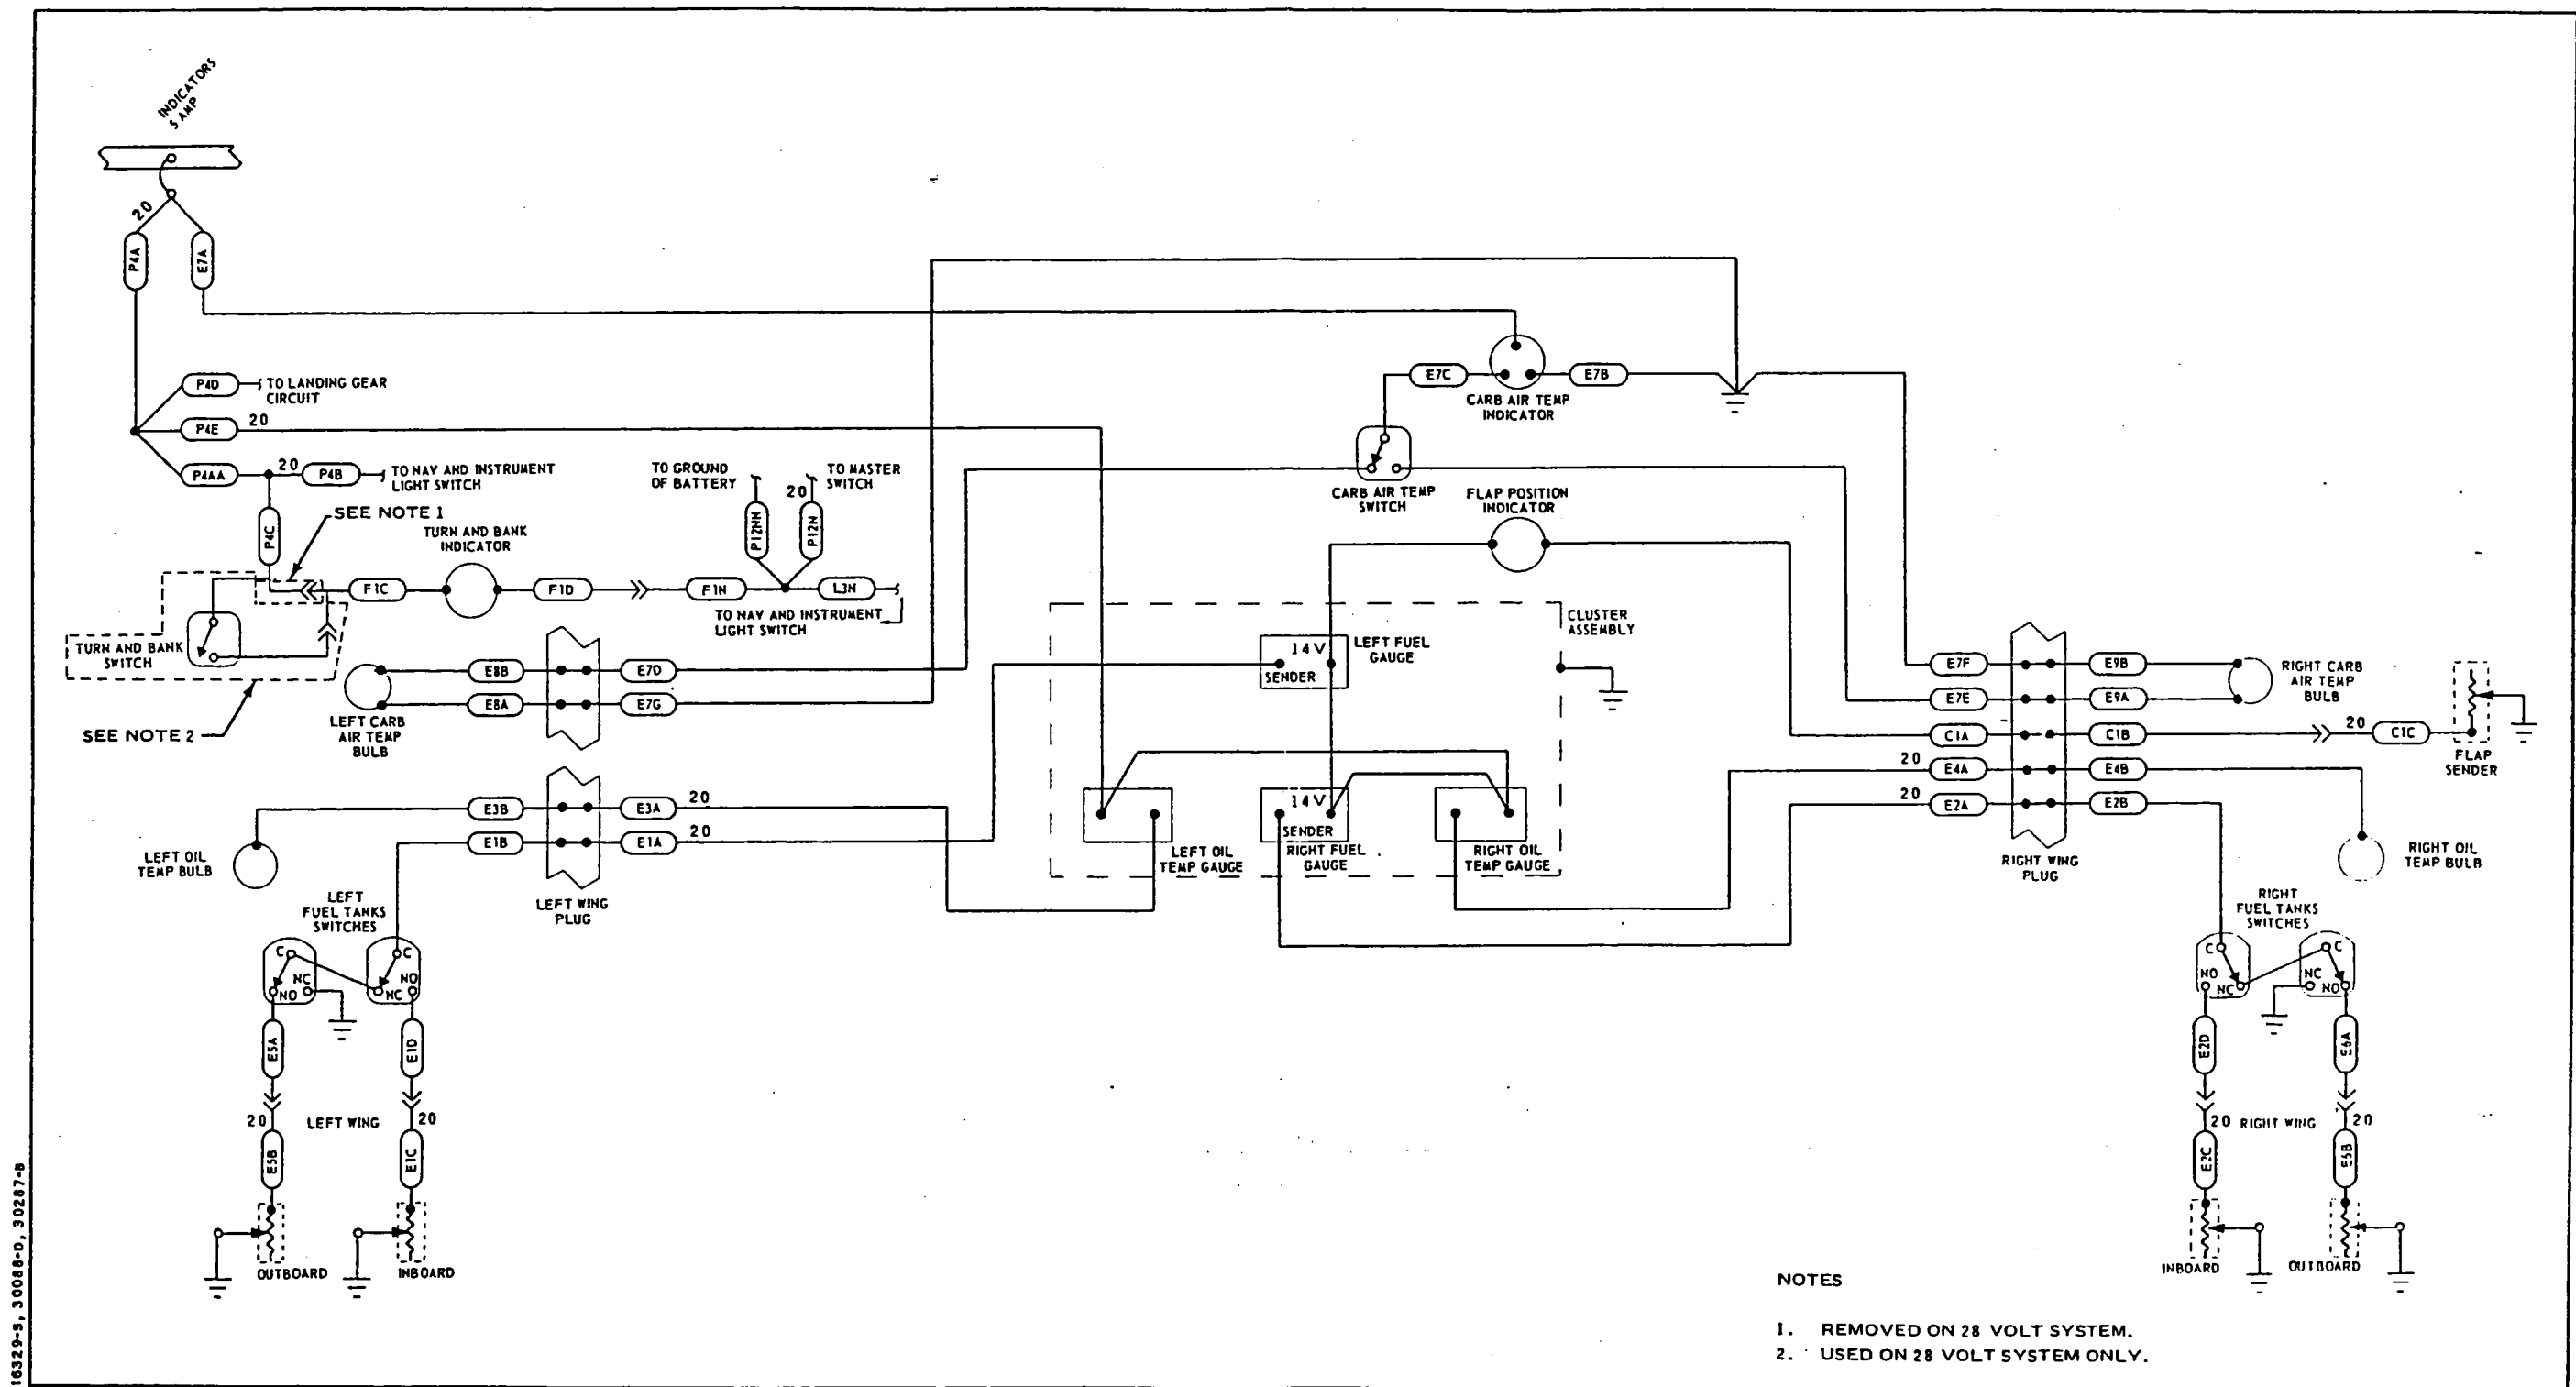 INDICATORS
5 AMP
20
P4A
E7A
P4D
TO LANDING GEAR
CIRCUIT
P4E
20
P4AA
20
P4B
TO NAV AND INSTRUMENT
LIGHT SWITCH
P4C
SEE NOTE 1
TURN AND BANK
INDICATOR
TO GROUND
OF BATTERY
20
TO MASTER
SWITCH
P12NN
P12N
F1C
F1D
F1N
L3N
TO NAV AND INSTRUMENT
LIGHT SWITCH
TURN AND BANK
SWITCH
SEE NOTE 2
E8B
E7D
E8A
E7G
LEFT CARB
AIR TEMP
BULB
E3B
E3A
20
E1B
E1A
20
LEFT OIL
TEMP BULB
LEFT WING
PLUG
LEFT
FUEL TANKS
SWITCHES
C
NC
NO
C
NO
NC
E5A
E1D
20
LEFT WING
20
E5B
E1C
OUTBOARD
INBOARD
E7C
E7B
CARB AIR TEMP
INDICATOR
CARB AIR TEMP
SWITCH
FLAP POSITION
INDICATOR
CLUSTER
ASSEMBLY
14V
SENDER
LEFT FUEL
GAUGE
14V
SENDER
LEFT OIL
TEMP GAUGE
RIGHT FUEL
GAUGE
RIGHT OIL
TEMP GAUGE
E7F
E9B
RIGHT CARB
AIR TEMP
BULB
E7E
E9A
C1A
C1B
20
C1C
FLAP
SENDER
20
E4A
E4B
20
E2A
E2B
RIGHT WING
PLUG
RIGHT OIL
TEMP BULB
RIGHT
FUEL TANKS
SWITCHES
C
NO
NC
C
NC
NO
E2D
E6A
20
RIGHT WING
20
E2C
E6B
INBOARD
OUTBOARD
NOTES
1. REMOVED ON 28 VOLT SYSTEM.
2. USED ON 28 VOLT SYSTEM ONLY.
16329-S, 30088-D, 30287-B